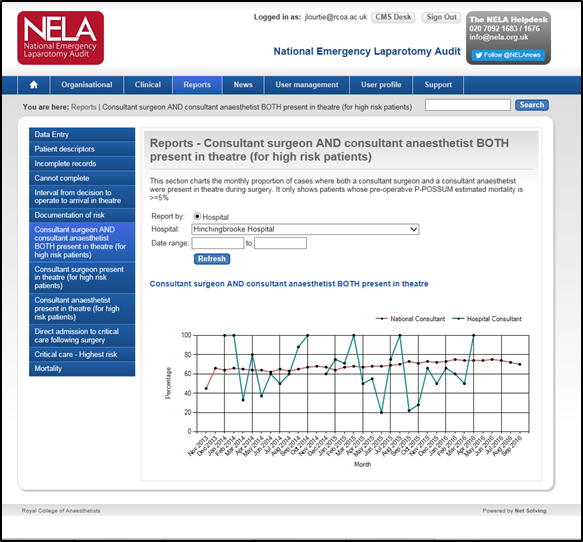 NELA
National Emergency
Laparotomy Audit
Logged in as: jlourtie@rcoa.ac.uk CMS Desk Sign Out
The NELA Helpdesk
020 7092 1683 / 1676
info@nela.org.uk
Follow @NELAnews
National Emergency Laparotomy Audit
Organisational Clinical Reports News User management User profile Support
You are here: Reports | Consultant surgeon AND consultant anaesthetist BOTH present in theatre (for high risk patients)
Search
Data Entry
Patient descriptors
Incomplete records
Cannot complete
Interval from decision to
operate to arrival in theatre
Documentation of risk
Consultant surgeon AND
consultant anaesthetist
BOTH present in theatre (for
high risk patients)
Consultant surgeon present
in theatre (for high risk
patients)
Consultant anaesthetist
present in theatre (for high
risk patients)
Direct admission to critical
care following surgery
Critical care - Highest risk
Mortality
Reports - Consultant surgeon AND consultant anaesthetist BOTH
present in theatre (for high risk patients)
This section charts the monthly proportion of cases where both a consultant surgeon and a consultant anaesthetist
were present in theatre during surgery. It only shows patients whose pre-operative P-POSSUM estimated mortality is
>=5%
Report by: Hospital
Hospital: Hinchingbrooke Hospital
Date range: to
Refresh
Consultant surgeon AND consultant anaesthetist BOTH present in theatre
National Consultant Hospital Consultant
Percentage
100
80
60
40
20
0
Nov 2013 Dec 2013 Jan 2014 Feb 2014 Mar 2014 Apr 2014 May 2014 Jun 2014 Jul 2014 Aug 2014 Sep 2014 Oct 2014 Nov 2014 Dec 2014 Jan 2015 Feb 2015 Mar 2015 Apr 2015 May 2015 Jun 2015 Jul 2015 Aug 2015 Sep 2015 Oct 2015 Nov 2015 Dec 2015 Jan 2016 Feb 2016 Mar 2016 Apr 2016 May 2016 Jun 2016 Jul 2016 Aug 2016 Sep 2016
Month
Royal College of Anaesthetists
Powered by Net Solving